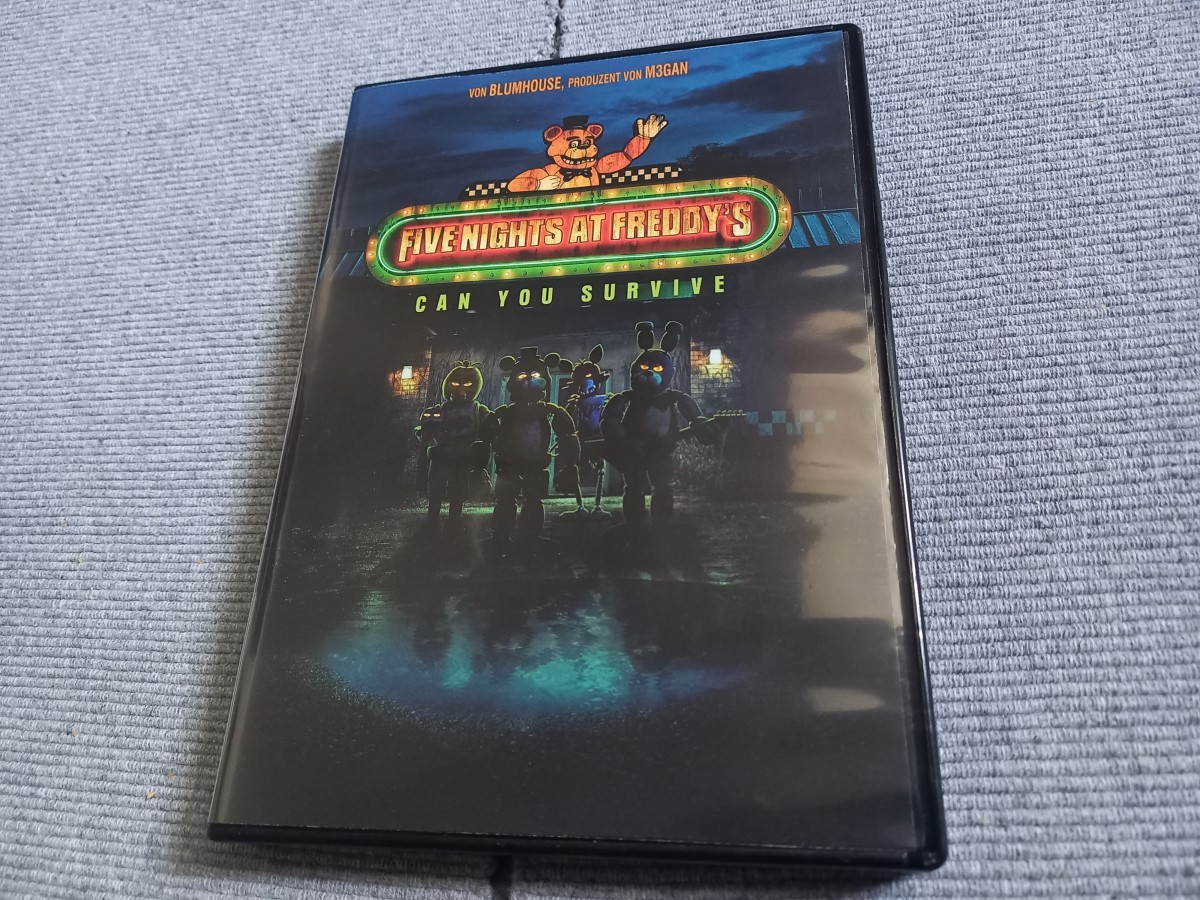 VON BLUMHOUSE, PRODUZENT VON M3GAN
FIVE NIGHTS AT FREDDY'S
CAN YOU SURVIVE